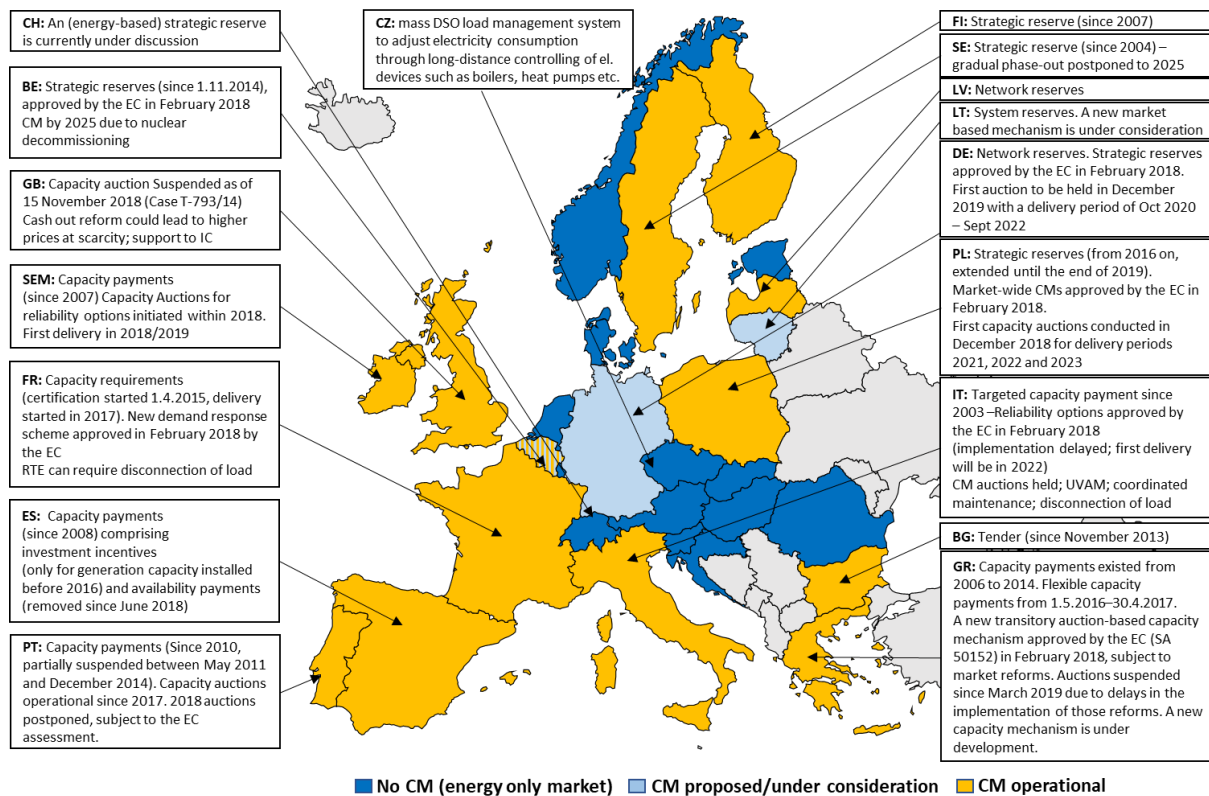 CH: An (energy-based) strategic reserve
is currently under discussion
BE: Strategic reserves (since 1.11.2014),
approved by the EC in February 2018
CM by 2025 due to nuclear
decommissioning
GB: Capacity auction Suspended as of
15 November 2018 (Case T-793/14)
Cash out reform could lead to higher
prices at scarcity; support to IC
SEM: Capacity payments
(since 2007) Capacity Auctions for
reliability options initiated within 2018.
First delivery in 2018/2019
FR: Capacity requirements
(certification started 1.4.2015, delivery
started in 2017). New demand response
scheme approved in February 2018 by
the EC
RTE can require disconnection of load
ES: Capacity payments
(since 2008) comprising
investment incentives
(only for generation capacity installed
before 2016) and availability payments
(removed since June 2018)
PT: Capacity payments (Since 2010,
partially suspended between May 2011
and December 2014). Capacity auctions
operational since 2017. 2018 auctions
postponed, subject to the EC
assessment.
CZ: mass DSO load management system
to adjust electricity consumption
through long-distance controlling of el.
devices such as boilers, heat pumps etc.
FI: Strategic reserve (since 2007)
SE: Strategic reserve (since 2004) –
gradual phase-out postponed to 2025
LV: Network reserves
LT: System reserves. A new market
based mechanism is under consideration
DE: Network reserves. Strategic reserves
approved by the EC in February 2018.
First auction to be held in December
2019 with a delivery period of Oct 2020
– Sept 2022
PL: Strategic reserves (from 2016 on,
extended until the end of 2019).
Market-wide CMs approved by the EC in
February 2018.
First capacity auctions conducted in
December 2018 for delivery periods
2021, 2022 and 2023
IT: Targeted capacity payment since
2003 –Reliability options approved by
the EC in February 2018
(implementation delayed; first delivery
will be in 2022)
CM auctions held; UVAM; coordinated
maintenance; disconnection of load
BG: Tender (since November 2013)
GR: Capacity payments existed from
2006 to 2014. Flexible capacity
payments from 1.5.2016–30.4.2017.
A new transitory auction-based capacity
mechanism approved by the EC (SA
50152) in February 2018, subject to
market reforms. Auctions suspended
since March 2019 due to delays in the
implementation of those reforms. A new
capacity mechanism is under
development.
No CM (energy only market)
CM proposed/under consideration
CM operational